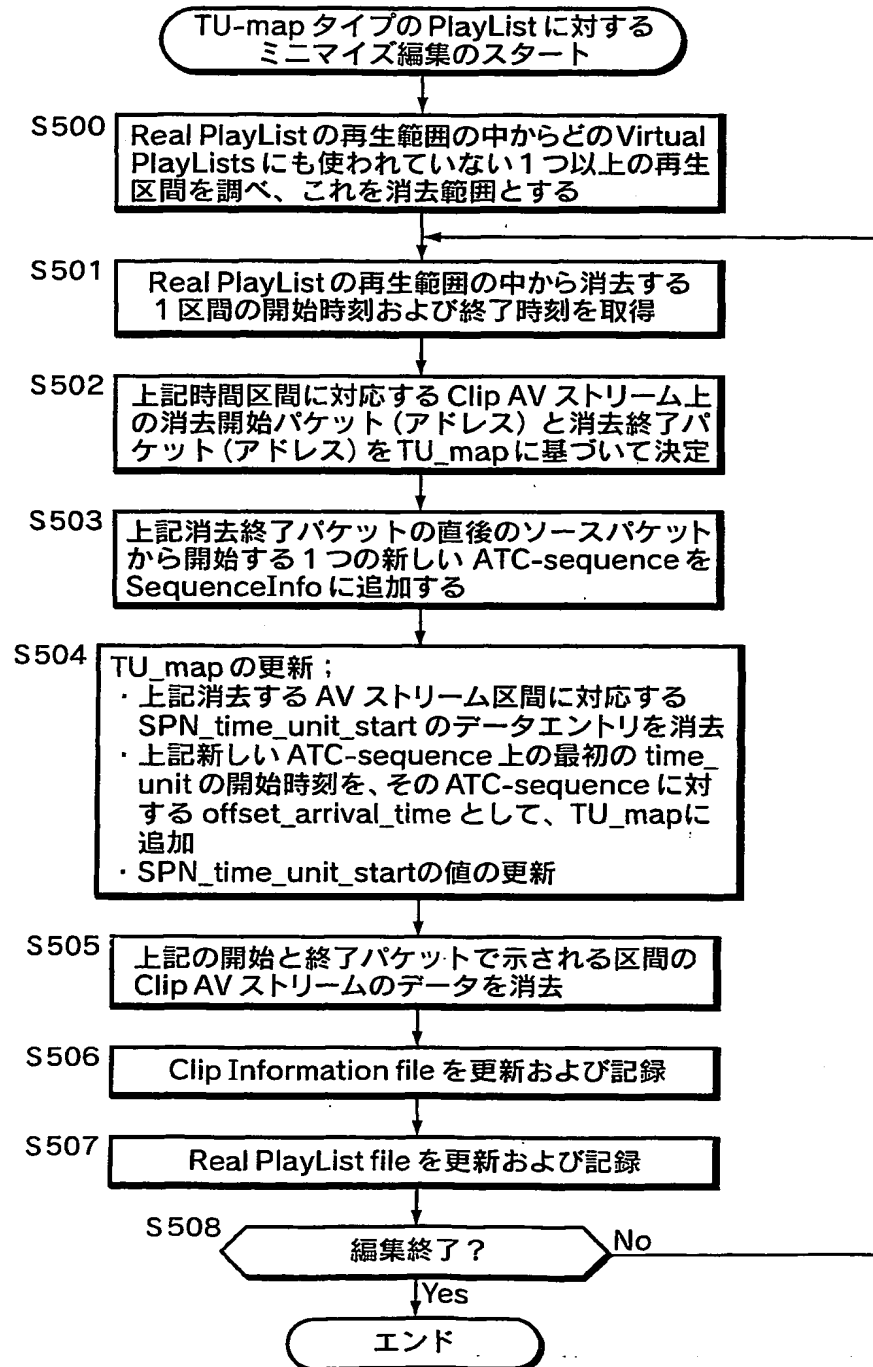 TU-map タイプの PlayList に対する
ミニマイズ編集のスタート
S500
Real PlayList の再生範囲の中からどの Virtual
PlayLists にも使われていない 1 つ以上の再生
区間を調べ、これを消去範囲とする
S501
Real PlayList の再生範囲の中から消去する
1 区間の開始時刻および終了時刻を取得
S502
上記時間区間に対応する Clip AV ストリーム上
の消去開始パケット（アドレス）と消去終了パ
ケット（アドレス）をTU_mapに基づいて決定
S503
上記消去終了パケットの直後のソースパケット
から開始する 1 つの新しい ATC-sequence を
SequenceInfo に追加する
S504
TU_map の更新；
・上記消去する AV ストリーム区間に対応する
SPN_time_unit_start のデータエントリを消去
・上記新しい ATC-sequence 上の最初の time_
unit の開始時刻を、その ATC-sequence に対
する offset_arrival_time として、TU_mapに
追加
・SPN_time_unit_startの値の更新
S505
上記の開始と終了パケットで示される区間の
Clip AV ストリームのデータを消去
S506
Clip Information file を更新および記録
S507
Real PlayList file を更新および記録
S508
編集終了？
No
Yes
エンド